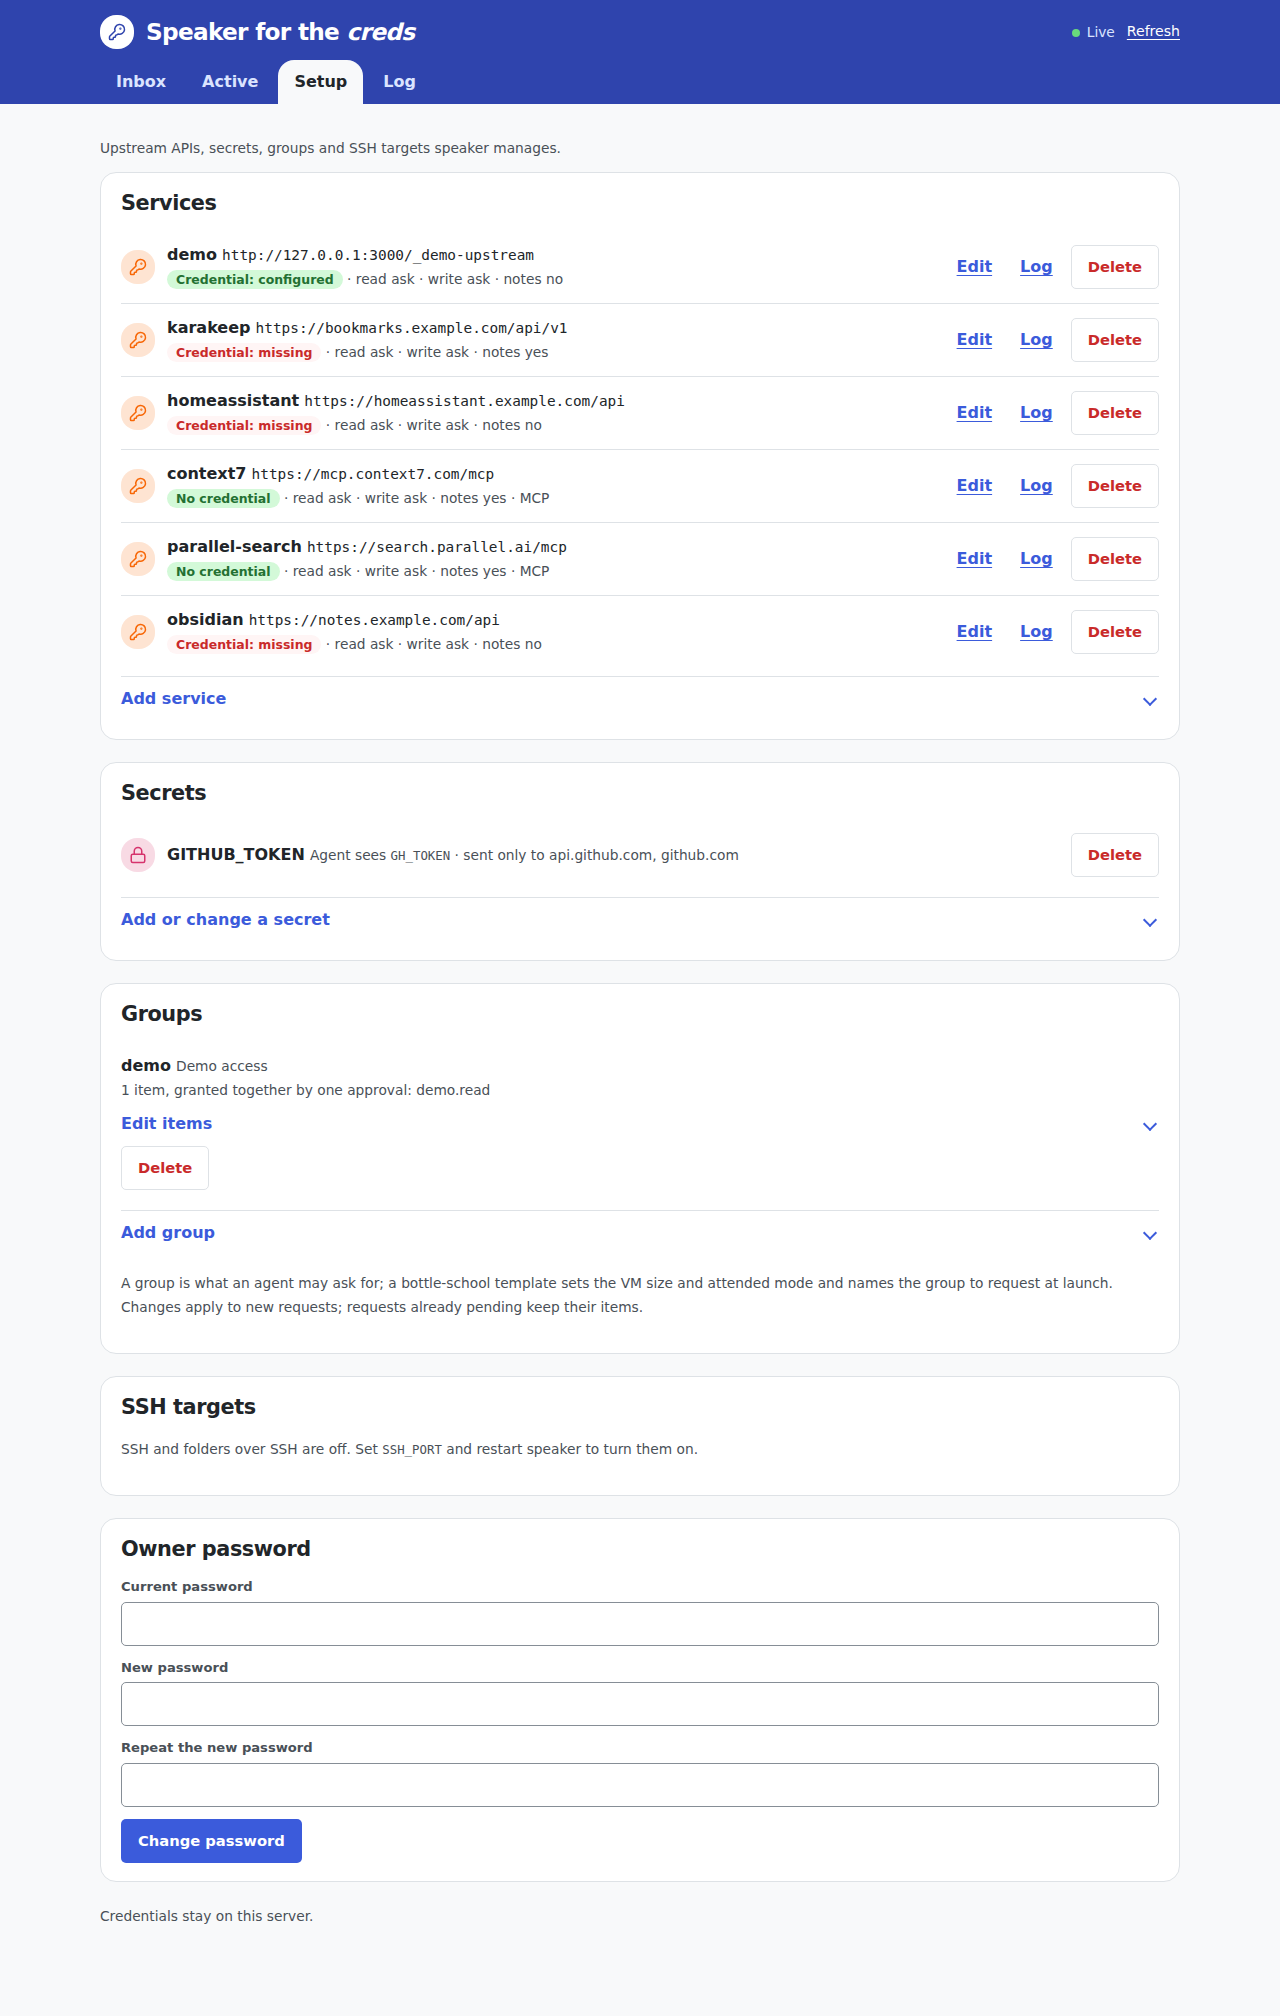 Speaker for the creds
Live Refresh
Inbox Active Setup Log
Upstream APIs, secrets, groups and SSH targets speaker manages.
Services
demo http://127.0.0.1:3000/_demo-upstream
Credential: configured · read ask · write ask · notes no
Edit Log Delete
karakeep https://bookmarks.example.com/api/v1
Credential: missing · read ask · write ask · notes yes
Edit Log Delete
homeassistant https://homeassistant.example.com/api
Credential: missing · read ask · write ask · notes no
Edit Log Delete
context7 https://mcp.context7.com/mcp
No credential · read ask · write ask · notes yes · MCP
Edit Log Delete
parallel-search https://search.parallel.ai/mcp
No credential · read ask · write ask · notes yes · MCP
Edit Log Delete
obsidian https://notes.example.com/api
Credential: missing · read ask · write ask · notes no
Edit Log Delete
Add service
Secrets
GITHUB_TOKEN Agent sees GH_TOKEN · sent only to api.github.com, github.com
Delete
Add or change a secret
Groups
demo Demo access
1 item, granted together by one approval: demo.read
Edit items
Delete
Add group
A group is what an agent may ask for; a bottle-school template sets the VM size and attended mode and names the group to request at launch.
Changes apply to new requests; requests already pending keep their items.
SSH targets
SSH and folders over SSH are off. Set SSH_PORT and restart speaker to turn them on.
Owner password
Current password
New password
Repeat the new password
Change password
Credentials stay on this server.